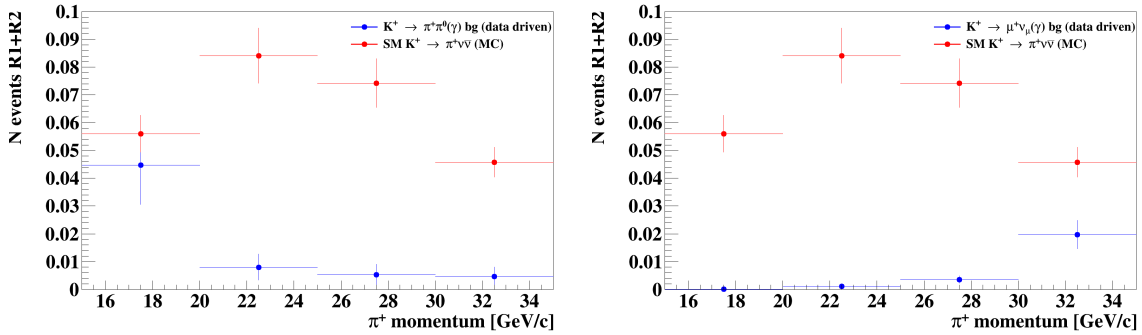 N events R1+R2
0.1
0.09
0.08
0.07
0.06
0.05
0.04
0.03
0.02
0.01
0
K⁺ → π⁺π⁰(γ) bg (data driven)
SM K⁺ → π⁺νν̄ (MC)
16 18 20 22 24 26 28 30 32 34
π⁺ momentum [GeV/c]
N events R1+R2
0.1
0.09
0.08
0.07
0.06
0.05
0.04
0.03
0.02
0.01
0
K⁺ → μ⁺ν_μ(γ) bg (data driven)
SM K⁺ → π⁺νν̄ (MC)
16 18 20 22 24 26 28 30 32 34
π⁺ momentum [GeV/c]